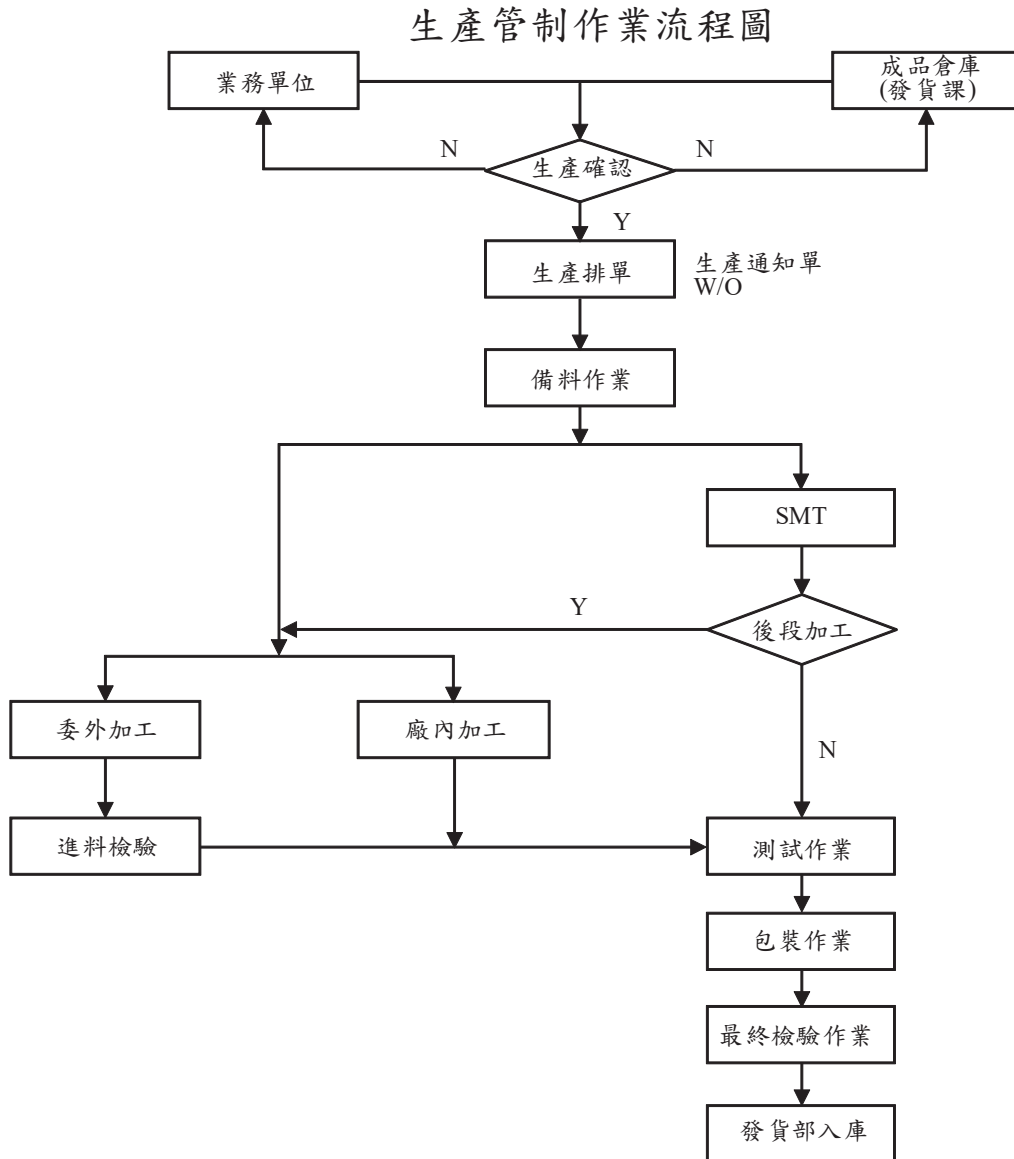 生產管制作業流程圖
業務單位
成品倉庫
(發貨課)
N
N
生產確認
Y
生產排單
生產通知單
W/O
備料作業
SMT
Y
後段加工
委外加工
廠內加工
N
進料檢驗
測試作業
包裝作業
最終檢驗作業
發貨部入庫